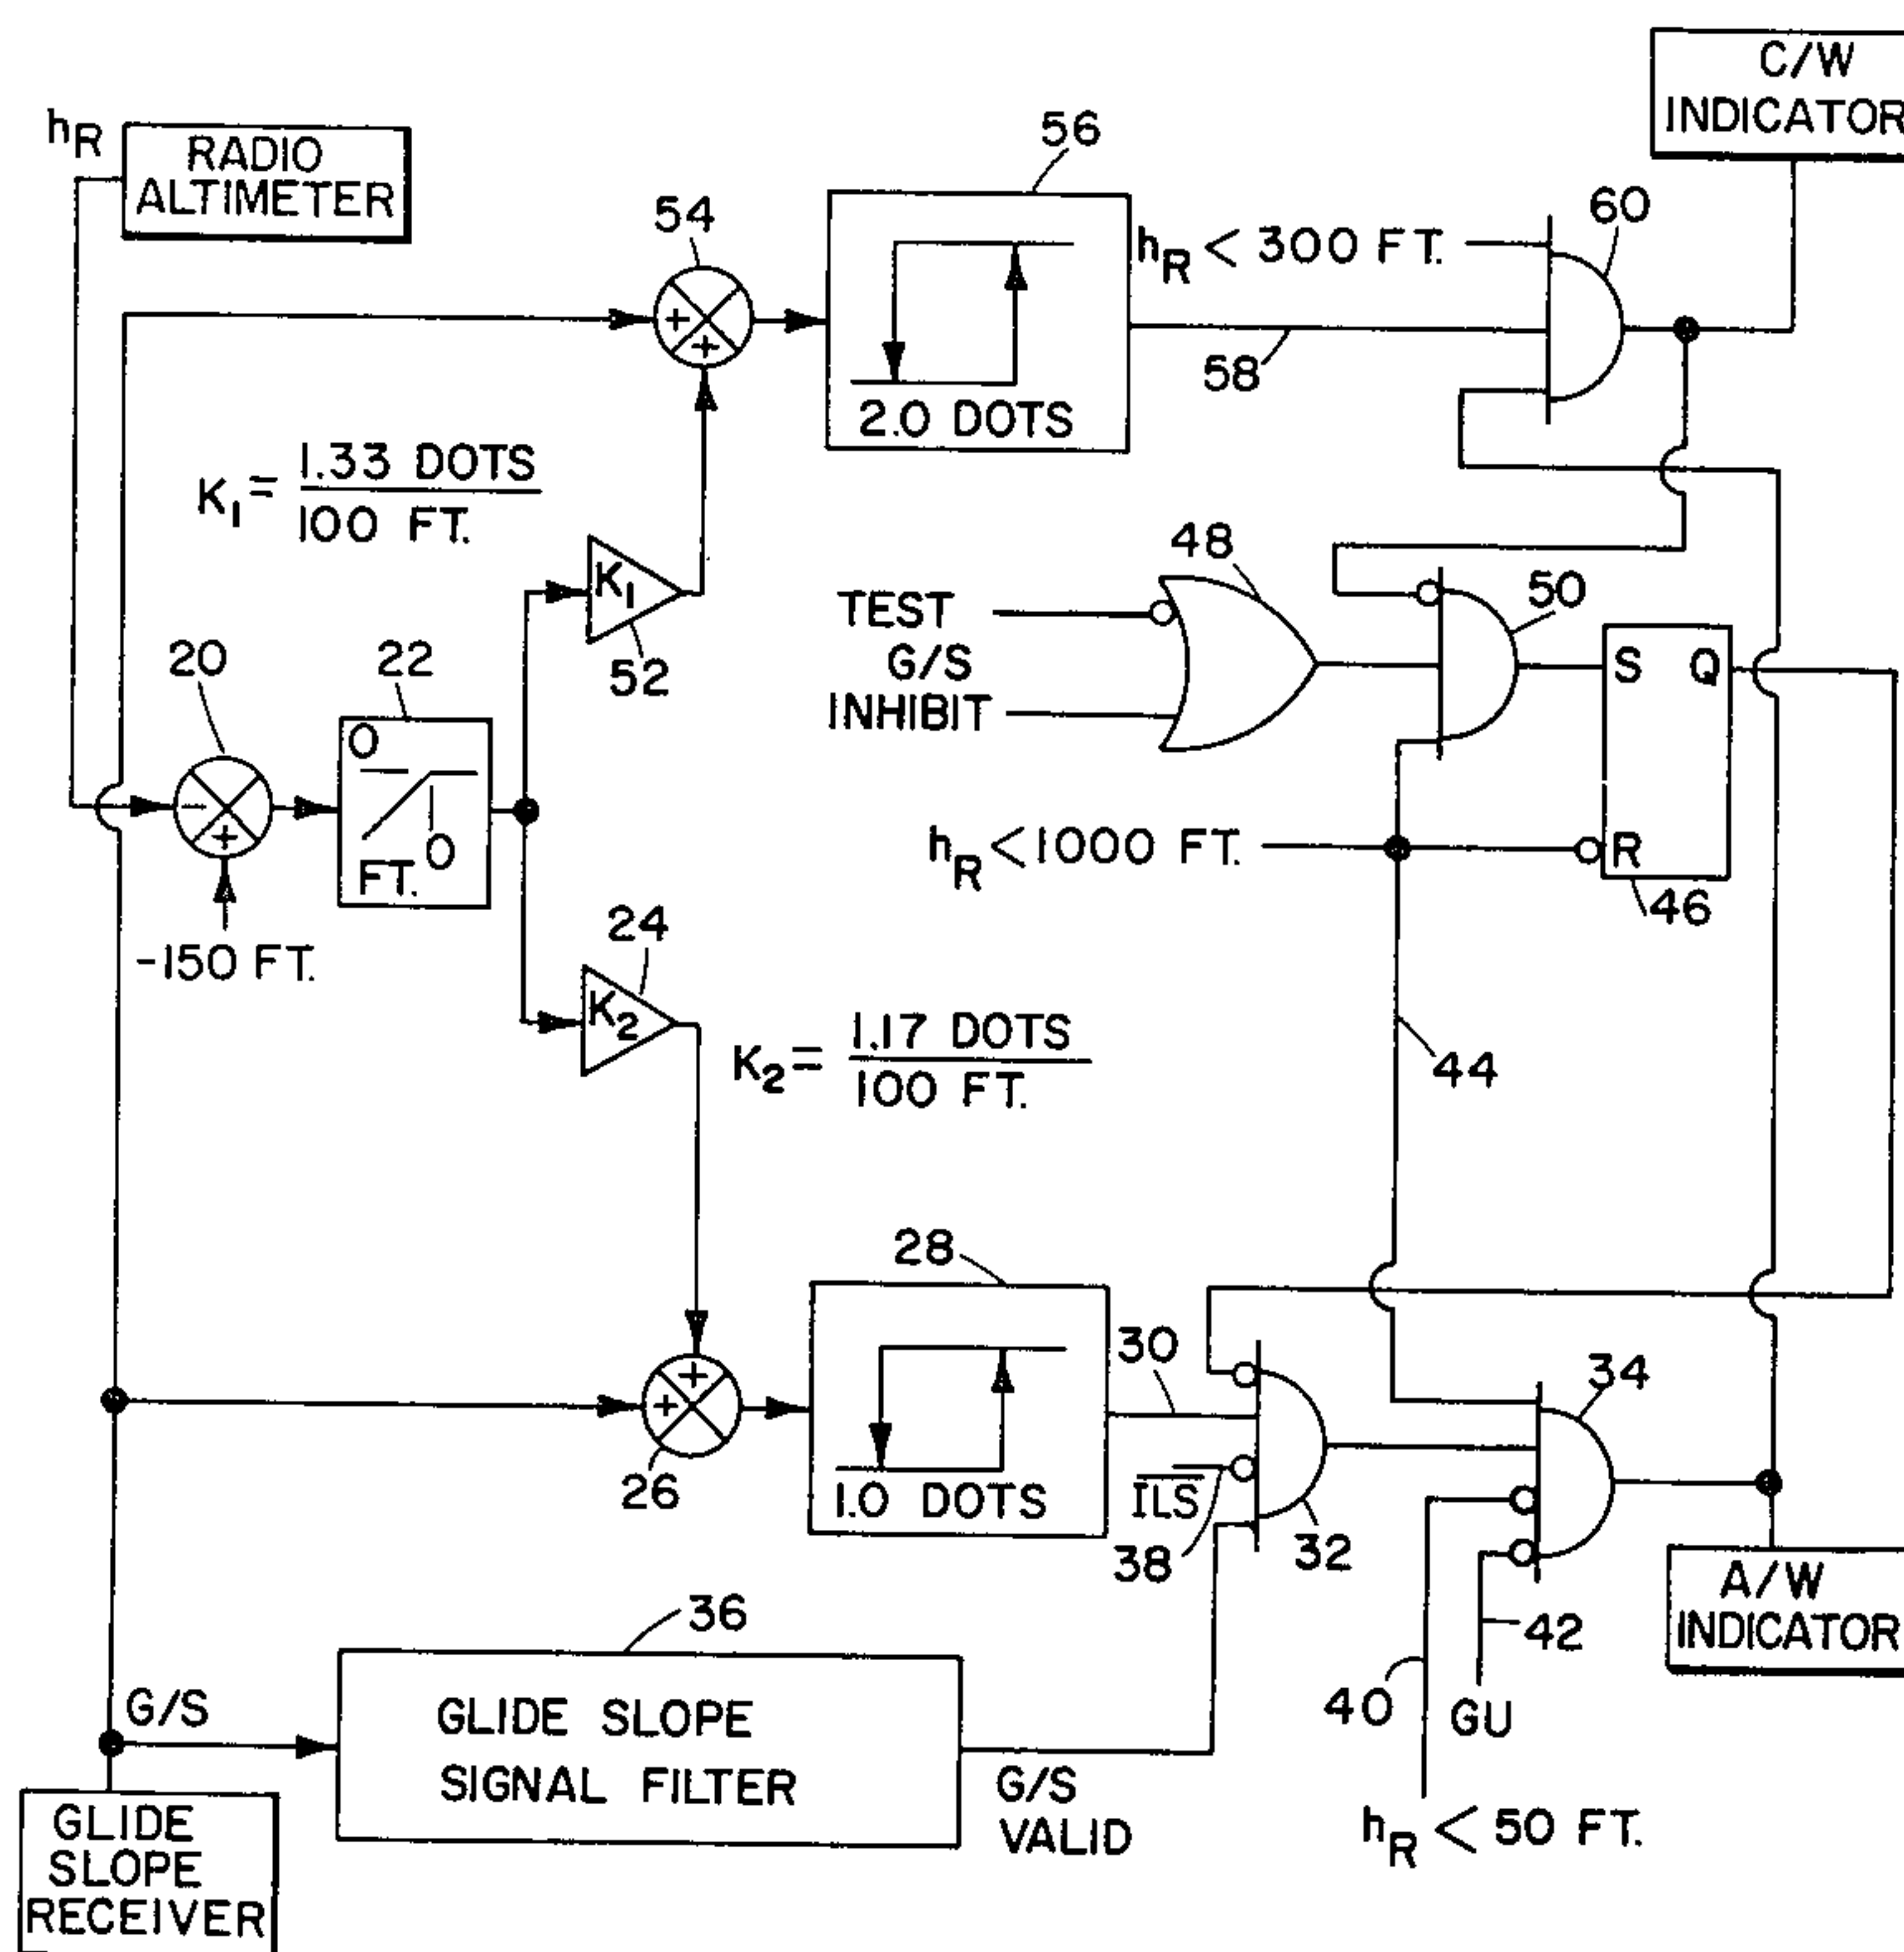 C/W
INDICATOR
hR
RADIO
ALTIMETER
56
54
60
hR < 300 FT.
58
2.0 DOTS
K1 = 1.33 DOTS
100 FT.
48
50
TEST
G/S
INHIBIT
K1
52
S Q
20
22
0
0
FT.
hR < 1000 FT.
R
46
-150 FT.
24
K2
K2 = 1.17 DOTS
100 FT.
44
28
30
34
26
1.0 DOTS
ILS
38
32
A/W
INDICATOR
36
42
40
GU
G/S
GLIDE SLOPE
SIGNAL FILTER
G/S
VALID
hR < 50 FT.
GLIDE
SLOPE
RECEIVER